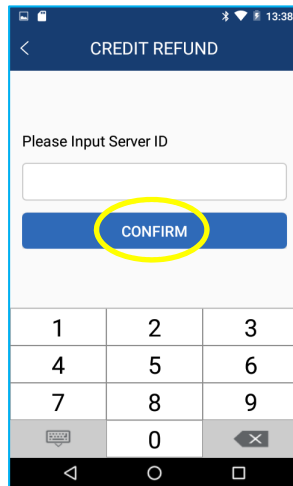 13:38
CREDIT REFUND
Please Input Server ID
CONFIRM
1 2 3
4 5 6
7 8 9
0